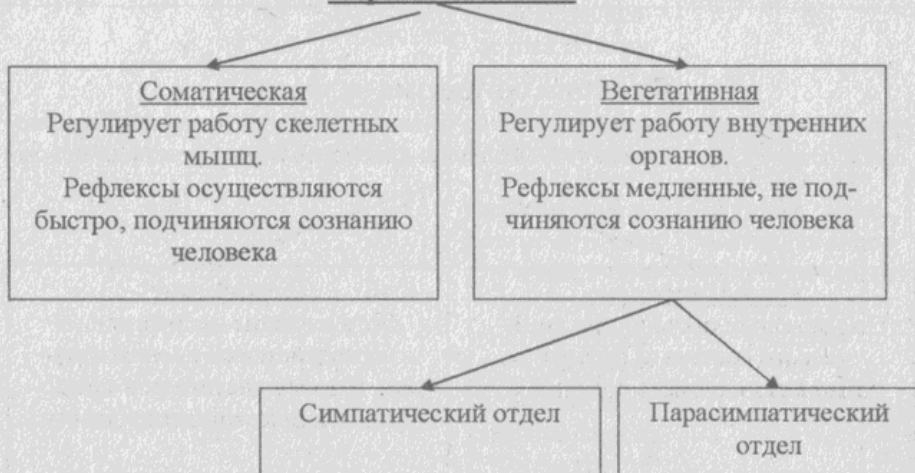 Соматическая
Регулирует работу скелетных
мышц.
Рефлексы осуществляются
быстро, подчиняются сознанию
человека
Вегетативная
Регулирует работу внутренних
органов.
Рефлексы медленные, не под-
чиняются сознанию человека
Симпатический отдел
Парасимпатический
отдел